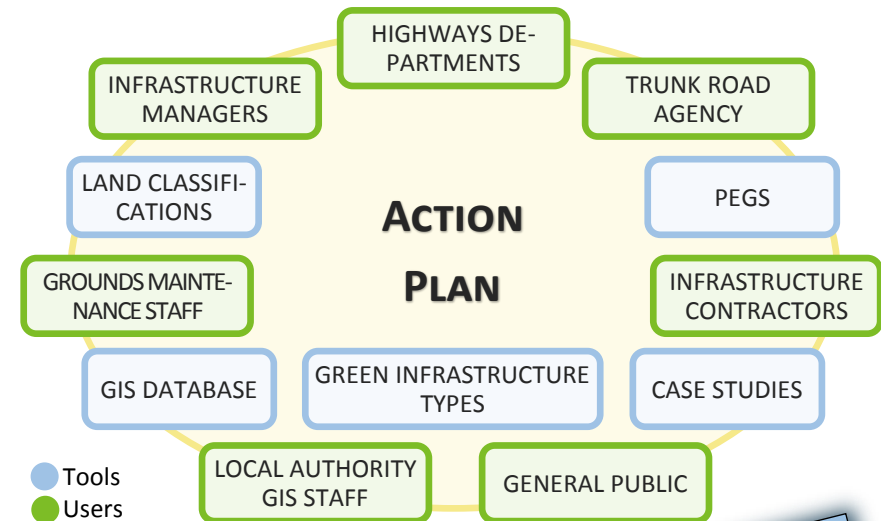 HIGHWAYS DE-
PARTMENTS
INFRASTRUCTURE
MANAGERS
TRUNK ROAD
AGENCY
LAND CLASSIFI-
CATIONS
PEGS
ACTION
PLAN
GROUNDS MAINTE-
NANCE STAFF
INFRASTRUCTURE
CONTRACTORS
GIS DATABASE
GREEN INFRASTRUCTURE
TYPES
CASE STUDIES
LOCAL AUTHORITY
GIS STAFF
GENERAL PUBLIC
Tools
Users